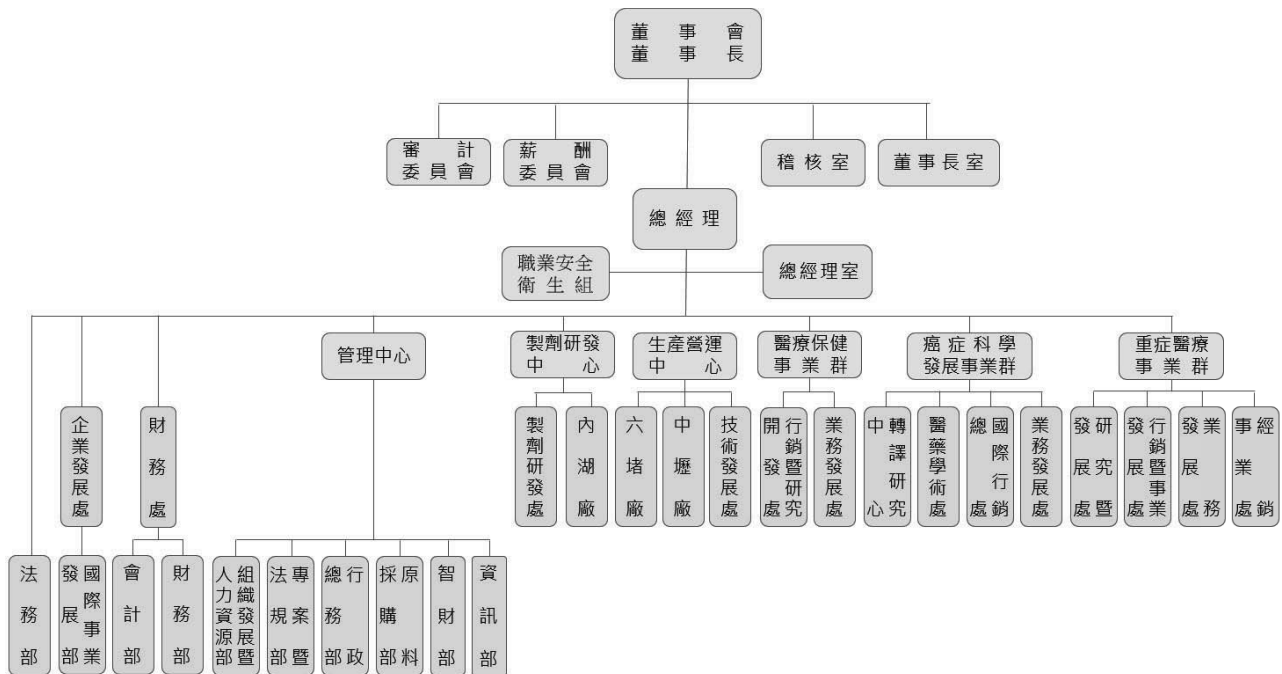 董事會
董事長
審計
委員會
薪酬
委員會
稽核室
董事長室
總經理
職業安全
衛生組
總經理室
管理中心
製劑研發
中心
生產營運
中心
醫療保健
事業群
癌症科學
發展事業群
重症醫療
事業群
企業發展處
財務處
製劑研發處
內湖廠
六堵廠
中壢廠
技術發展處
行銷暨研究
開發處
業務發展處
轉譯研究
中心
醫藥學術處
國際行銷
總處
業務發展處
研究暨
發展處
行銷暨事業
發展處
業務
發展處
經銷
事業處
法務部
國際事業
發展部
會計部
財務部
組織發展暨
人力資源部
專案暨
法規部
行政
總務部
原料
採購部
智財部
資訊部